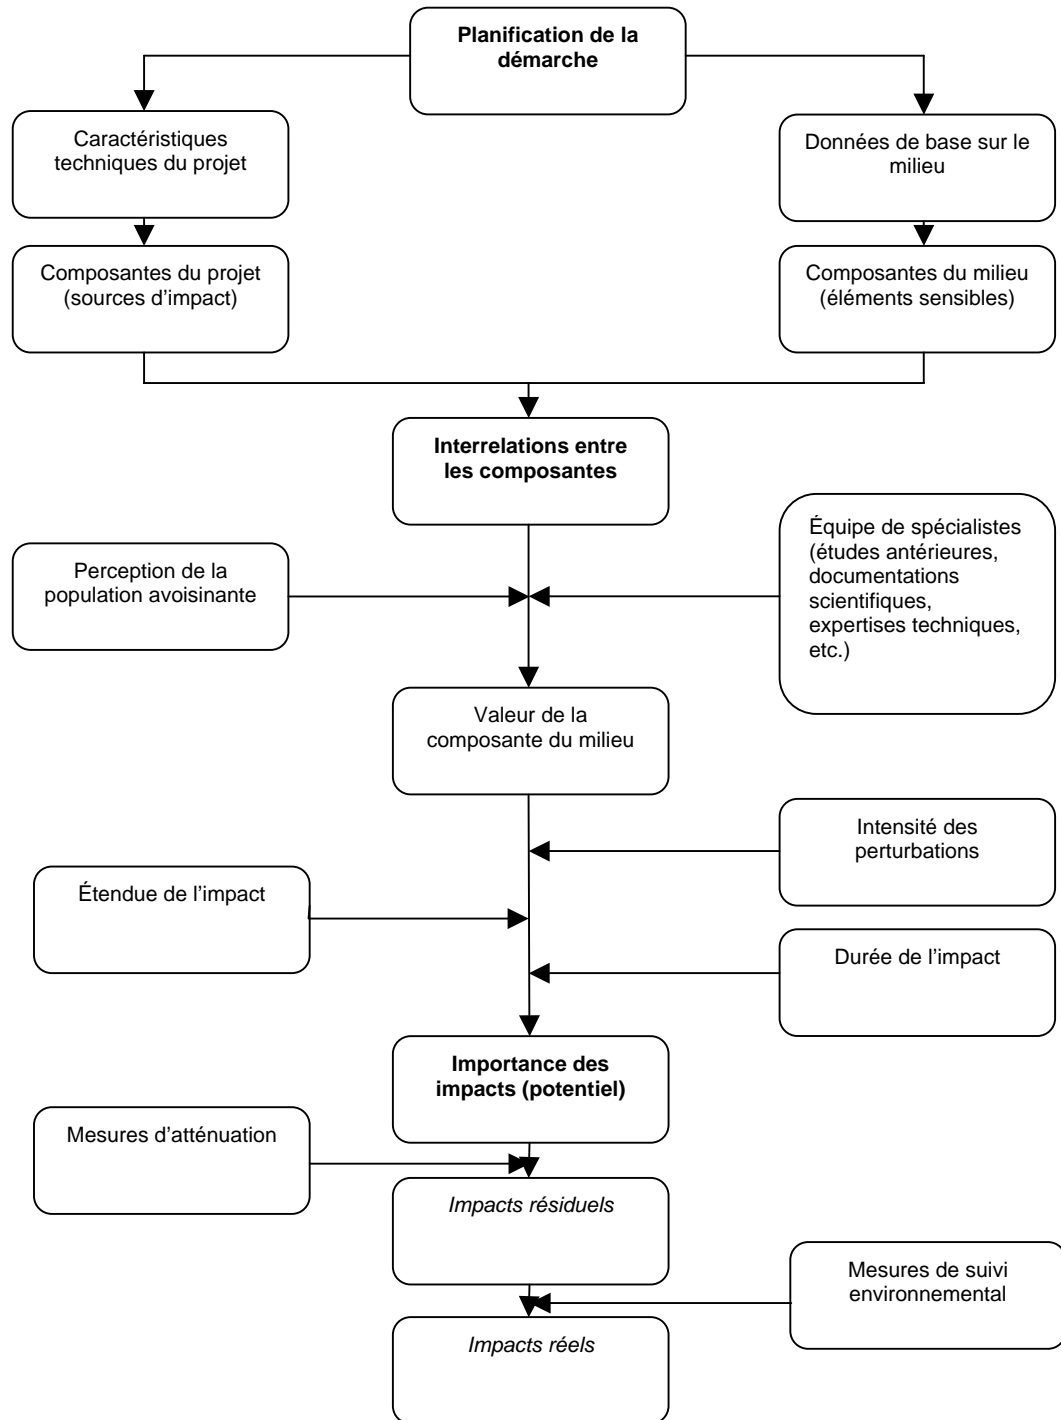 Planification de la
démarche
Caractéristiques
techniques du projet
Données de base sur le
milieu
Composantes du projet
(sources d'impact)
Composantes du milieu
(éléments sensibles)
Interrelations entre
les composantes
Perception de la
population avoisinante
Équipe de spécialistes
(études antérieures,
documentations
scientifiques,
expertises techniques,
etc.)
Valeur de la
composante du milieu
Intensité des
perturbations
Étendue de l'impact
Durée de l'impact
Importance des
impacts (potentiel)
Mesures d'atténuation
Impacts résiduels
Mesures de suivi
environnemental
Impacts réels